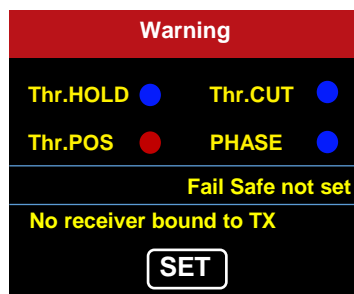 Warning
Thr.HOLD Thr.CUT
Thr.POS PHASE
Fail Safe not set
No receiver bound to TX
SET